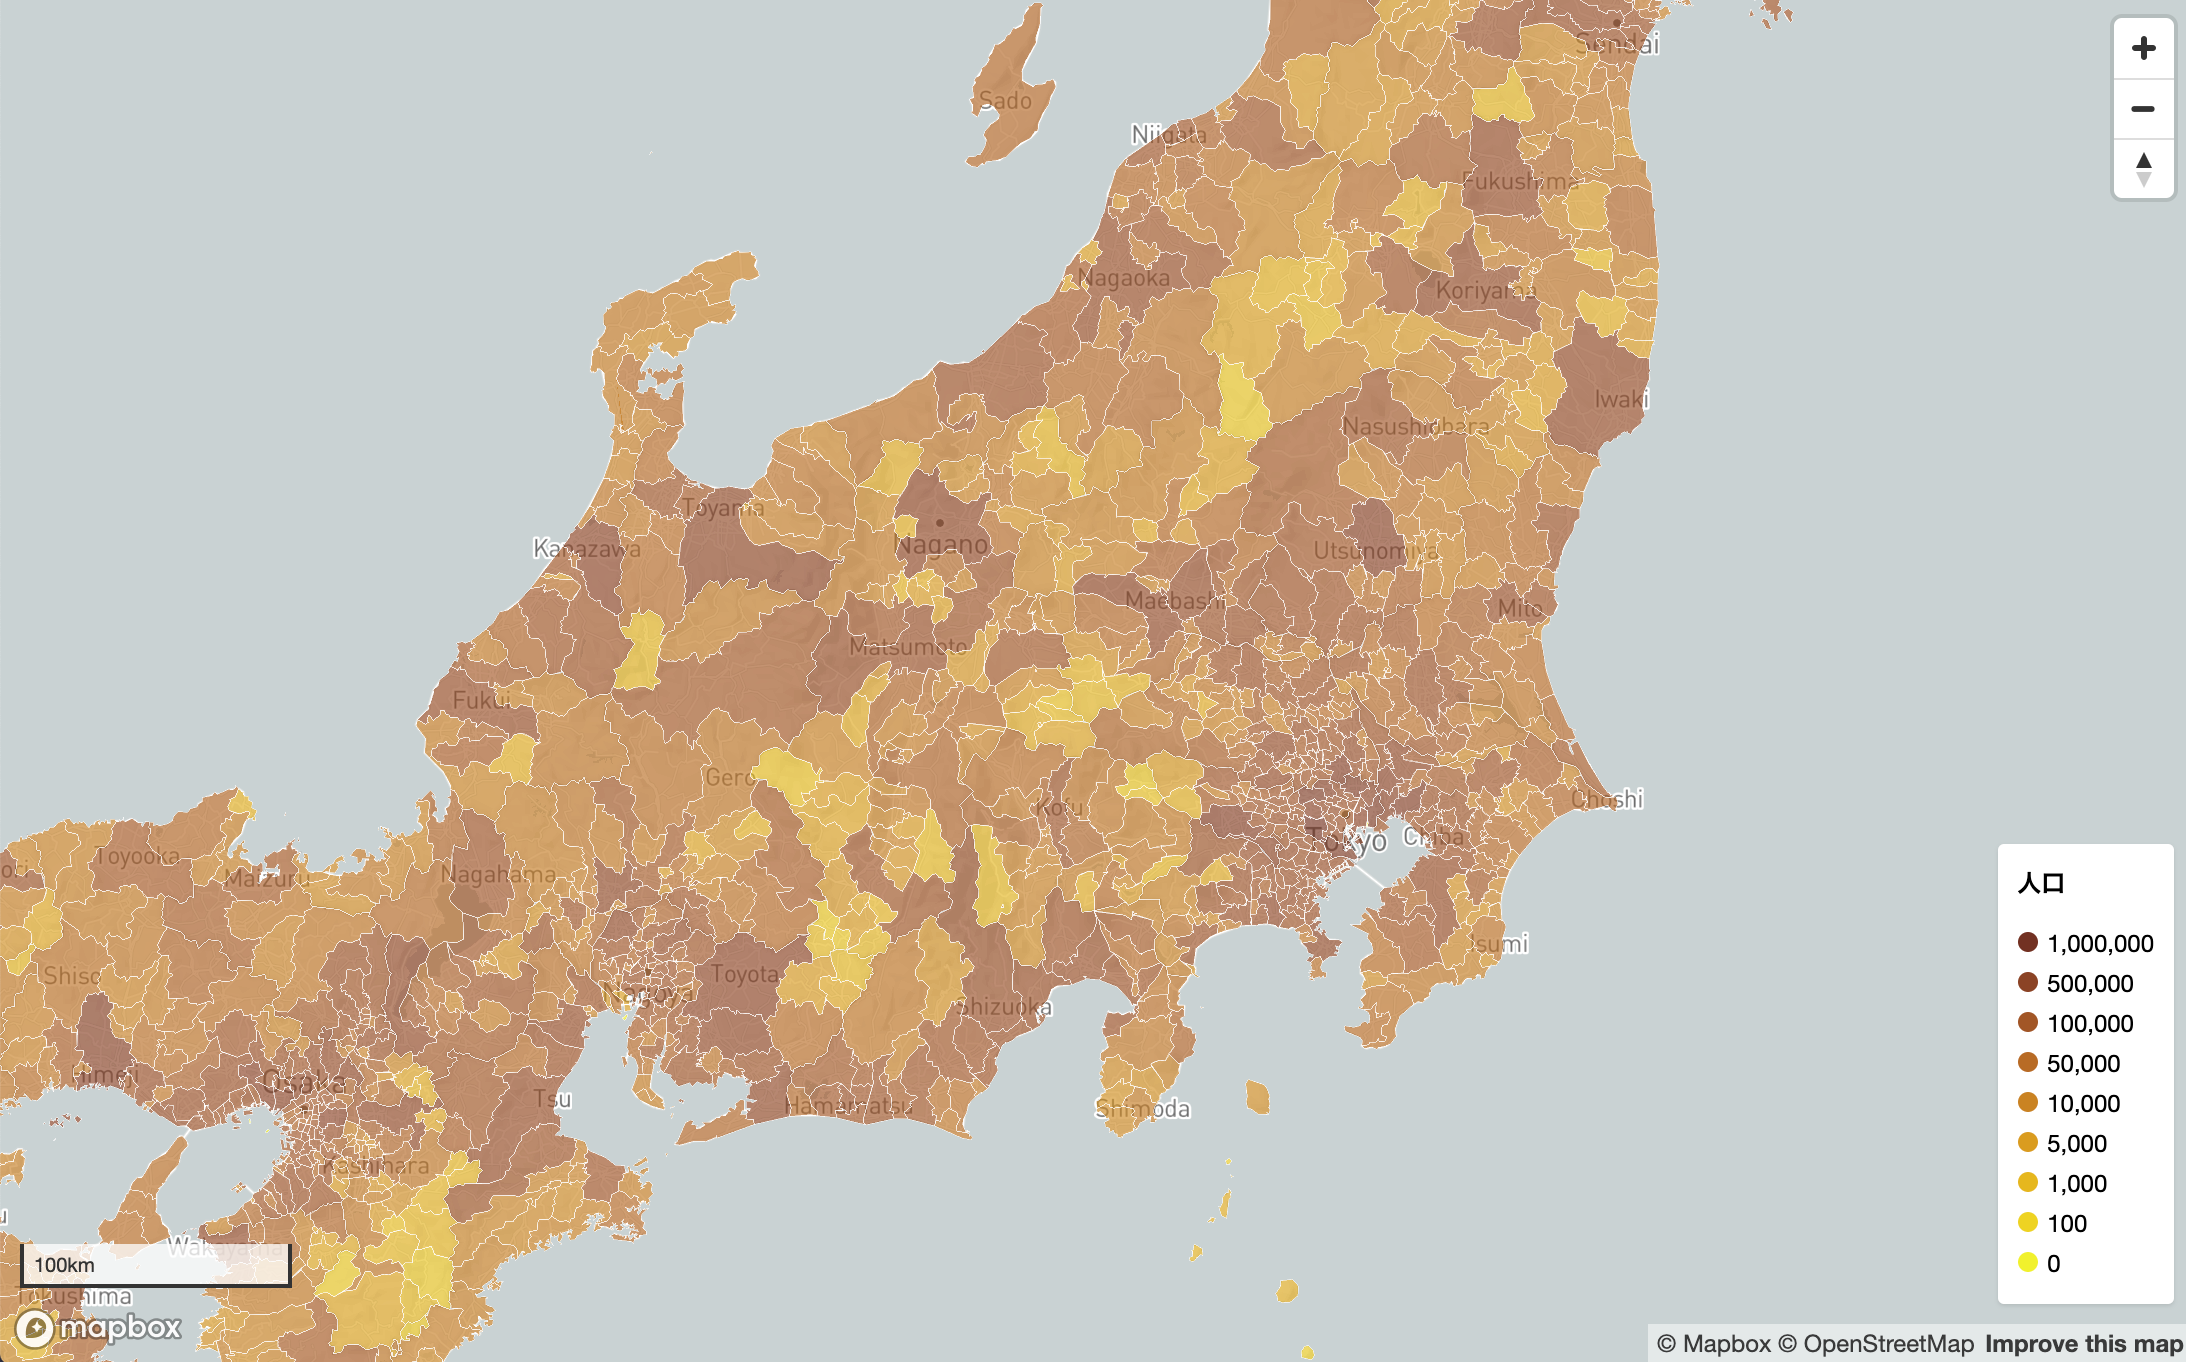 Sendai
Sado
Niigata
Fukushima
Nagaoka
Koriyama
Iwaki
Nasushiobara
Toyama
Kanazawa
Nagano
Utsunomiya
Maebashi
Mito
Matsumoto
Fukui
Gero
Kofu
Choshi
Tokyo
Chiba
Toyooka
Maizuru
Nagahama
Isumi
Shiso
Toyota
Nagoya
Shizuoka
Himeji
Osaka
Tsu
Hamamatsu
Shimoda
Kashihara
Wakayama
Tokushima
100km
mapbox
人口
1,000,000
500,000
100,000
50,000
10,000
5,000
1,000
100
0
© Mapbox © OpenStreetMap Improve this map